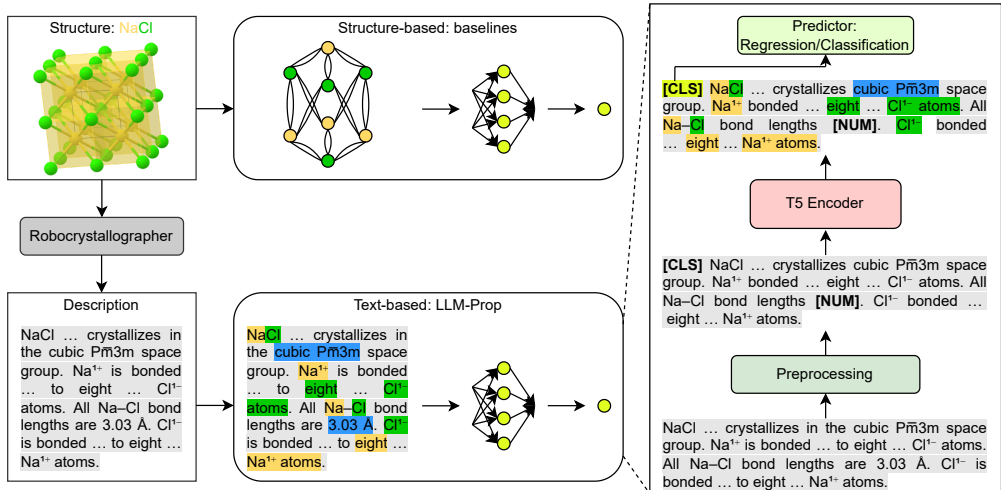 Structure: NaCl
Structure-based: baselines
Robocrystallographer
Description
NaCl … crystallizes in
the cubic Pm̅3m space
group. Na¹⁺ is bonded
… to eight … Cl¹⁻
atoms. All Na–Cl bond
lengths are 3.03 Å. Cl¹⁻
is bonded … to eight …
Na¹⁺ atoms.
Text-based: LLM-Prop
NaCl … crystallizes in
the cubic Pm̅3m space
group. Na¹⁺ is bonded
… to eight … Cl¹⁻
atoms. All Na–Cl bond
lengths are 3.03 Å. Cl¹⁻
is bonded … to eight …
Na¹⁺ atoms.
Predictor:
Regression/Classification
[CLS] NaCl … crystallizes cubic Pm̅3m space
group. Na¹⁺ bonded … eight … Cl¹⁻ atoms. All
Na–Cl bond lengths [NUM]. Cl¹⁻ bonded
… eight … Na¹⁺ atoms.
T5 Encoder
[CLS] NaCl … crystallizes cubic Pm̅3m space
group. Na¹⁺ bonded … eight … Cl¹⁻ atoms. All
Na–Cl bond lengths [NUM]. Cl¹⁻ bonded …
eight … Na¹⁺ atoms.
Preprocessing
NaCl … crystallizes in the cubic Pm̅3m space
group. Na¹⁺ is bonded … to eight … Cl¹⁻ atoms.
All Na–Cl bond lengths are 3.03 Å. Cl¹⁻ is
bonded … to eight … Na¹⁺ atoms.